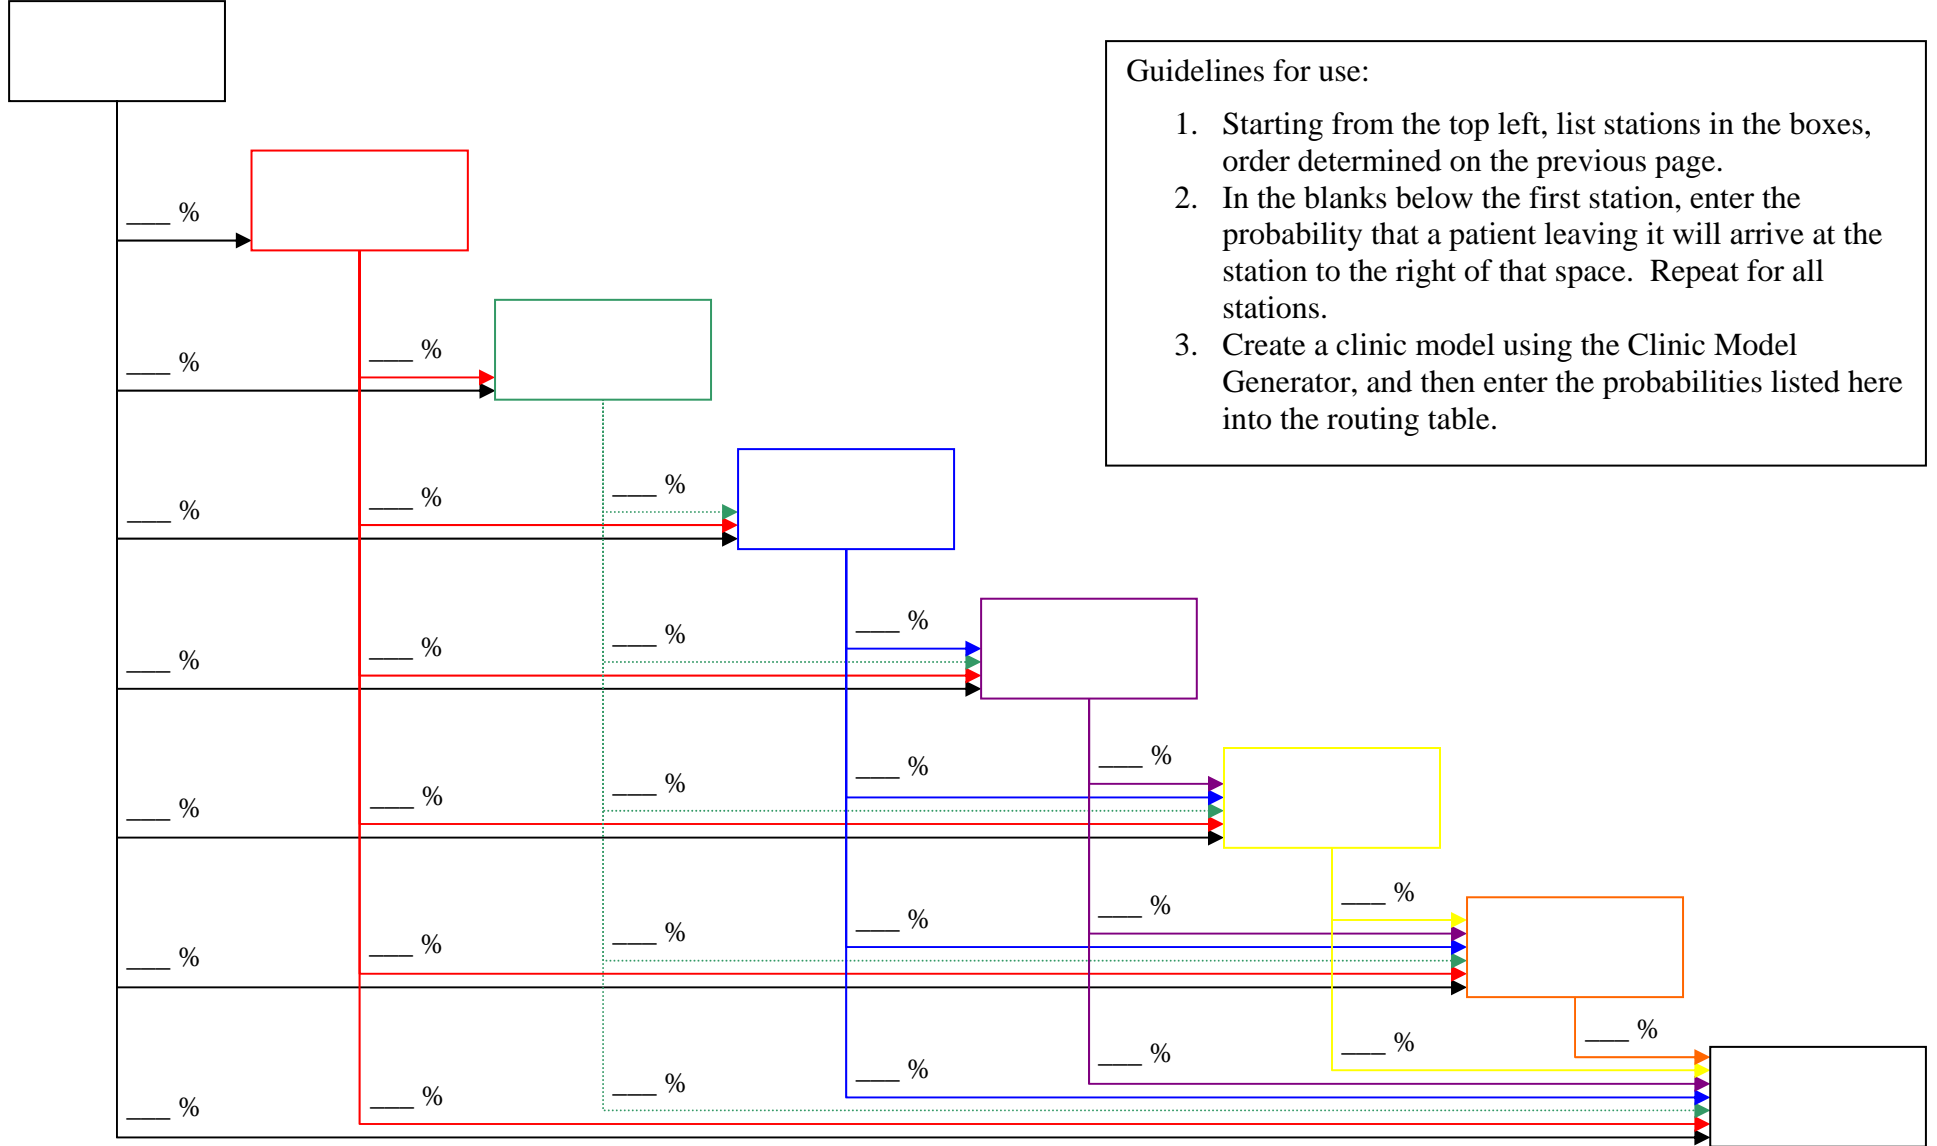 Guidelines for use:
1. Starting from the top left, list stations in the boxes,
order determined on the previous page.
2. In the blanks below the first station, enter the
probability that a patient leaving it will arrive at the
station to the right of that space.  Repeat for all
stations.
3. Create a clinic model using the Clinic Model
Generator, and then enter the probabilities listed here
into the routing table.
___ %
___ % ___ %
___ % ___ % ___ %
___ % ___ % ___ % ___ %
___ % ___ % ___ % ___ % ___ %
___ % ___ % ___ % ___ % ___ % ___ %
___ % ___ % ___ % ___ % ___ % ___ % ___ %